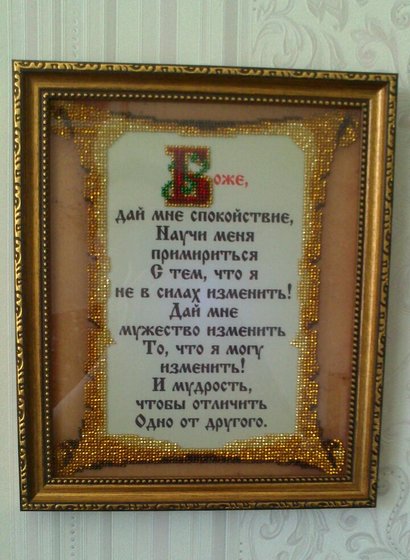 Боже,
дай мне спокойствие,
Научи меня
примириться
С тем, что я
не в силах изменить!
Дай мне
мужество изменить
То, что я могу
изменить!
И мудрость,
чтобы отличить
Одно от другого.